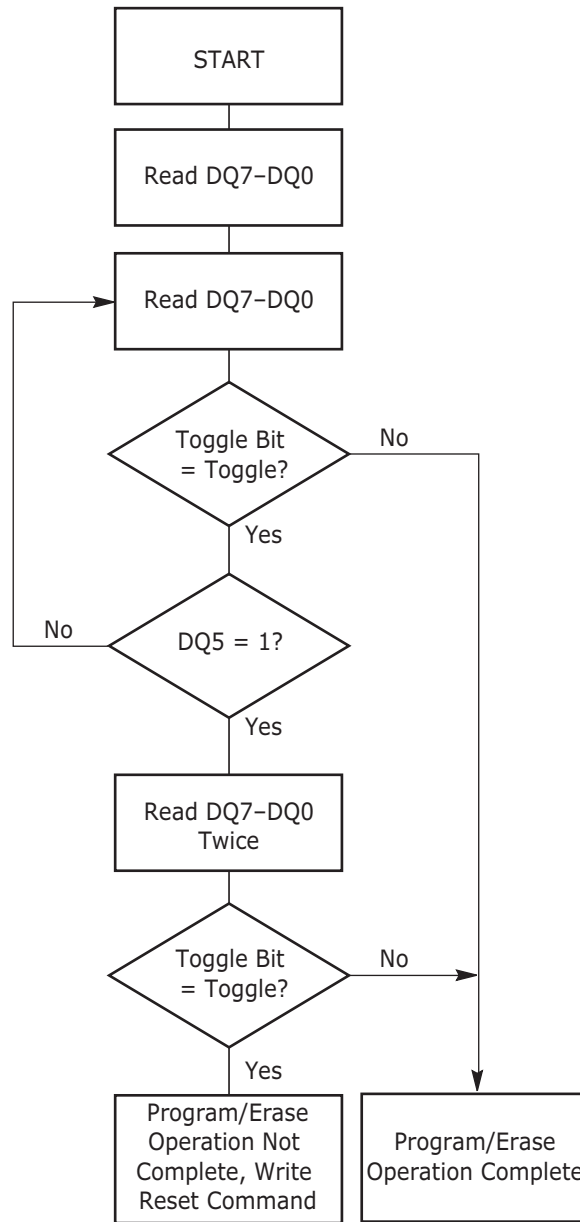 START
Read DQ7–DQ0
Read DQ7–DQ0
Toggle Bit
= Toggle?
No
Yes
DQ5 = 1?
No
Yes
Read DQ7–DQ0
Twice
Toggle Bit
= Toggle?
No
Yes
Program/Erase
Operation Not
Complete, Write
Reset Command
Program/Erase
Operation Complete